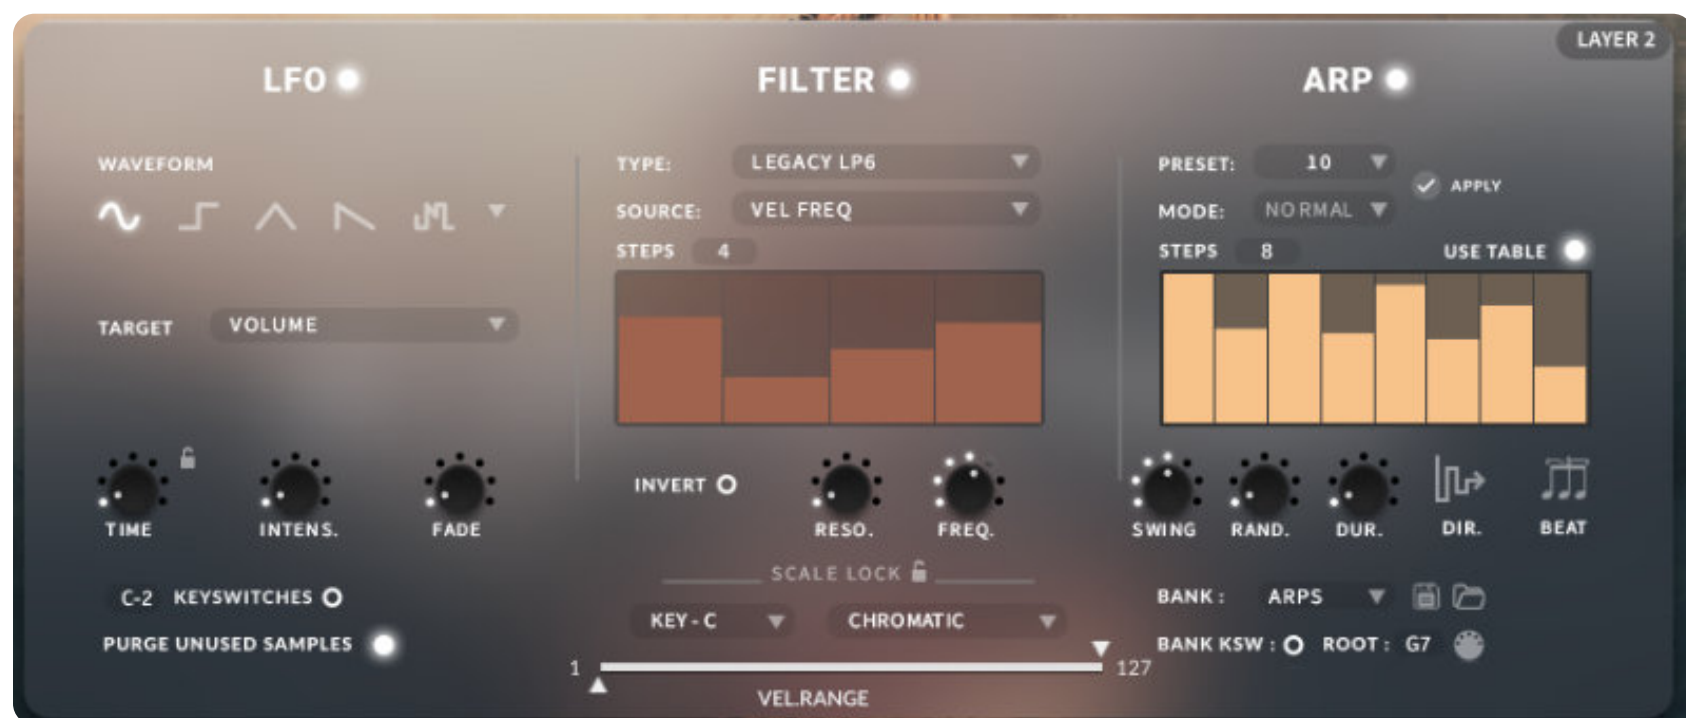 LAYER 2
LFO
WAVEFORM
TARGET VOLUME
TIME INTENS. FADE
C-2 KEYSWITCHES
PURGE UNUSED SAMPLES
FILTER
TYPE: LEGACY LP6
SOURCE: VEL FREQ
STEPS 4
INVERT RESO. FREQ.
SCALE LOCK
KEY - C CHROMATIC
1 127
VEL.RANGE
ARP
PRESET: 10
APPLY
MODE: NORMAL
STEPS 8 USE TABLE
SWING RAND. DUR. DIR. BEAT
BANK : ARPS
BANK KSW : ROOT : G7